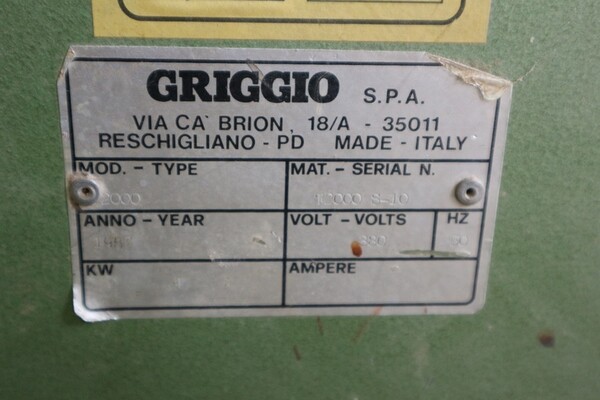 GRIGGIO S.P.A.
VIA CA' BRION, 18/A - 35011
RESCHIGLIANO - PD MADE - ITALY
MOD. - TYPE MAT. - SERIAL N.
ANNO - YEAR VOLT - VOLTS HZ
380
KW AMPERE